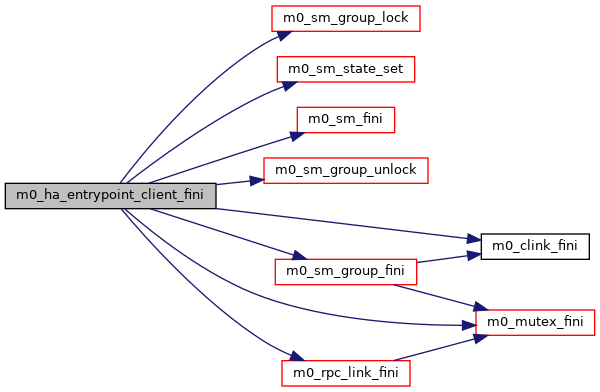 m0_sm_group_lock
m0_sm_state_set
m0_sm_fini
m0_sm_group_unlock
m0_ha_entrypoint_client_fini
m0_clink_fini
m0_sm_group_fini
m0_mutex_fini
m0_rpc_link_fini